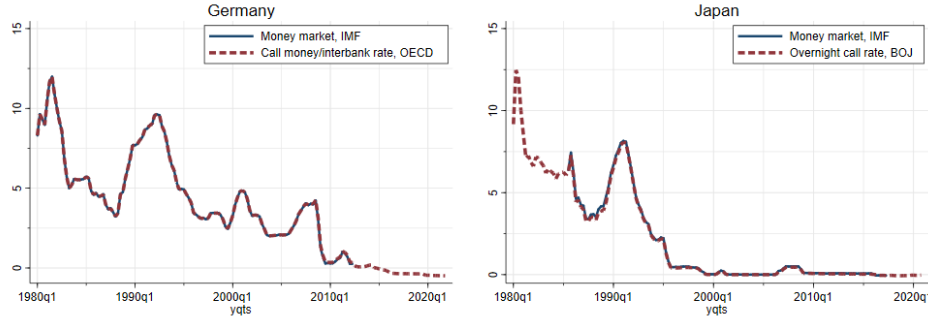 Germany
Money market, IMF
Call money/interbank rate, OECD
15
10
5
0
1980q1 1990q1 2000q1 2010q1 2020q1
yqts
Japan
Money market, IMF
Overnight call rate, BOJ
15
10
5
0
1980q1 1990q1 2000q1 2010q1 2020q1
yqts